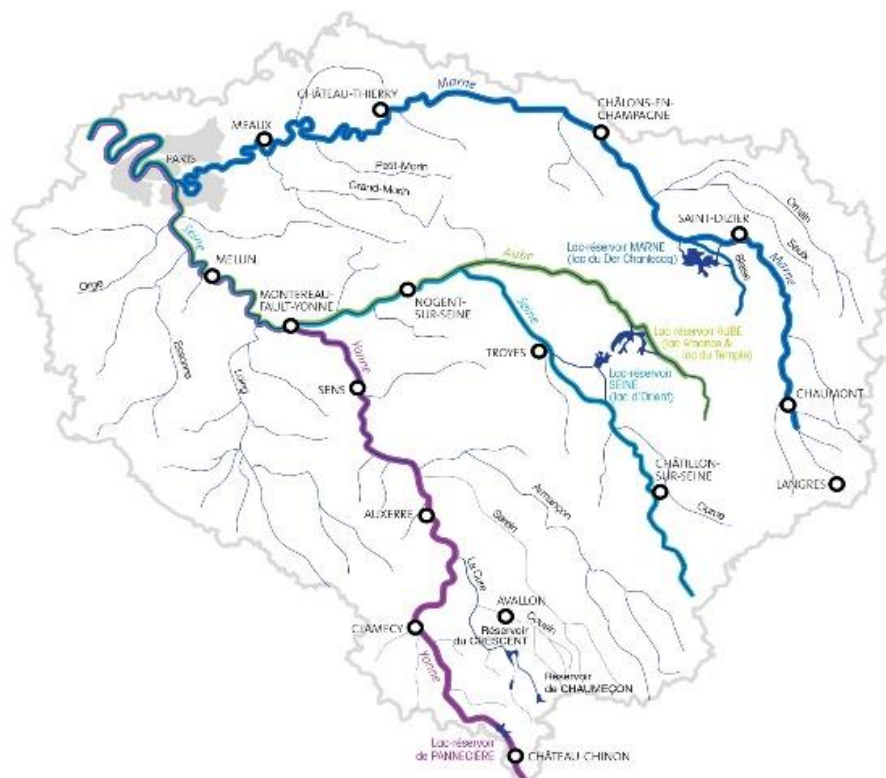 Marne
CHÂTEAU-THIERRY
CHÂLONS-EN-
CHAMPAGNE
MEAUX
PARIS
Petit-Morin
Grand-Morin
Ornain
SAINT-DIZIER
Saulx
Seine
Lac-réservoir MARNE
(lac du Der Chantecoq)
Blaise
Marne
MELUN
Aube
Orge
MONTEREAU-
FAULT-YONNE
NOGENT-
SUR-SEINE
Seine
Lac réservoir AUBE
(lac Amance &
lac du Temple)
TROYES
Yonne
Essonne
Loing
Lac-réservoir
SEINE
(lac d'Orient)
SENS
CHAUMONT
CHÂTILLON-
SUR-SEINE
LANGRES
Armançon
Ource
AUXERRE
Serein
La Cure
AVALLON
Cousin
CLAMECY
Réservoir
du CRESCENT
Yonne
Réservoir
de CHAUMEÇON
Lac-réservoir
de PANNECIÈRE
CHÂTEAU-CHINON